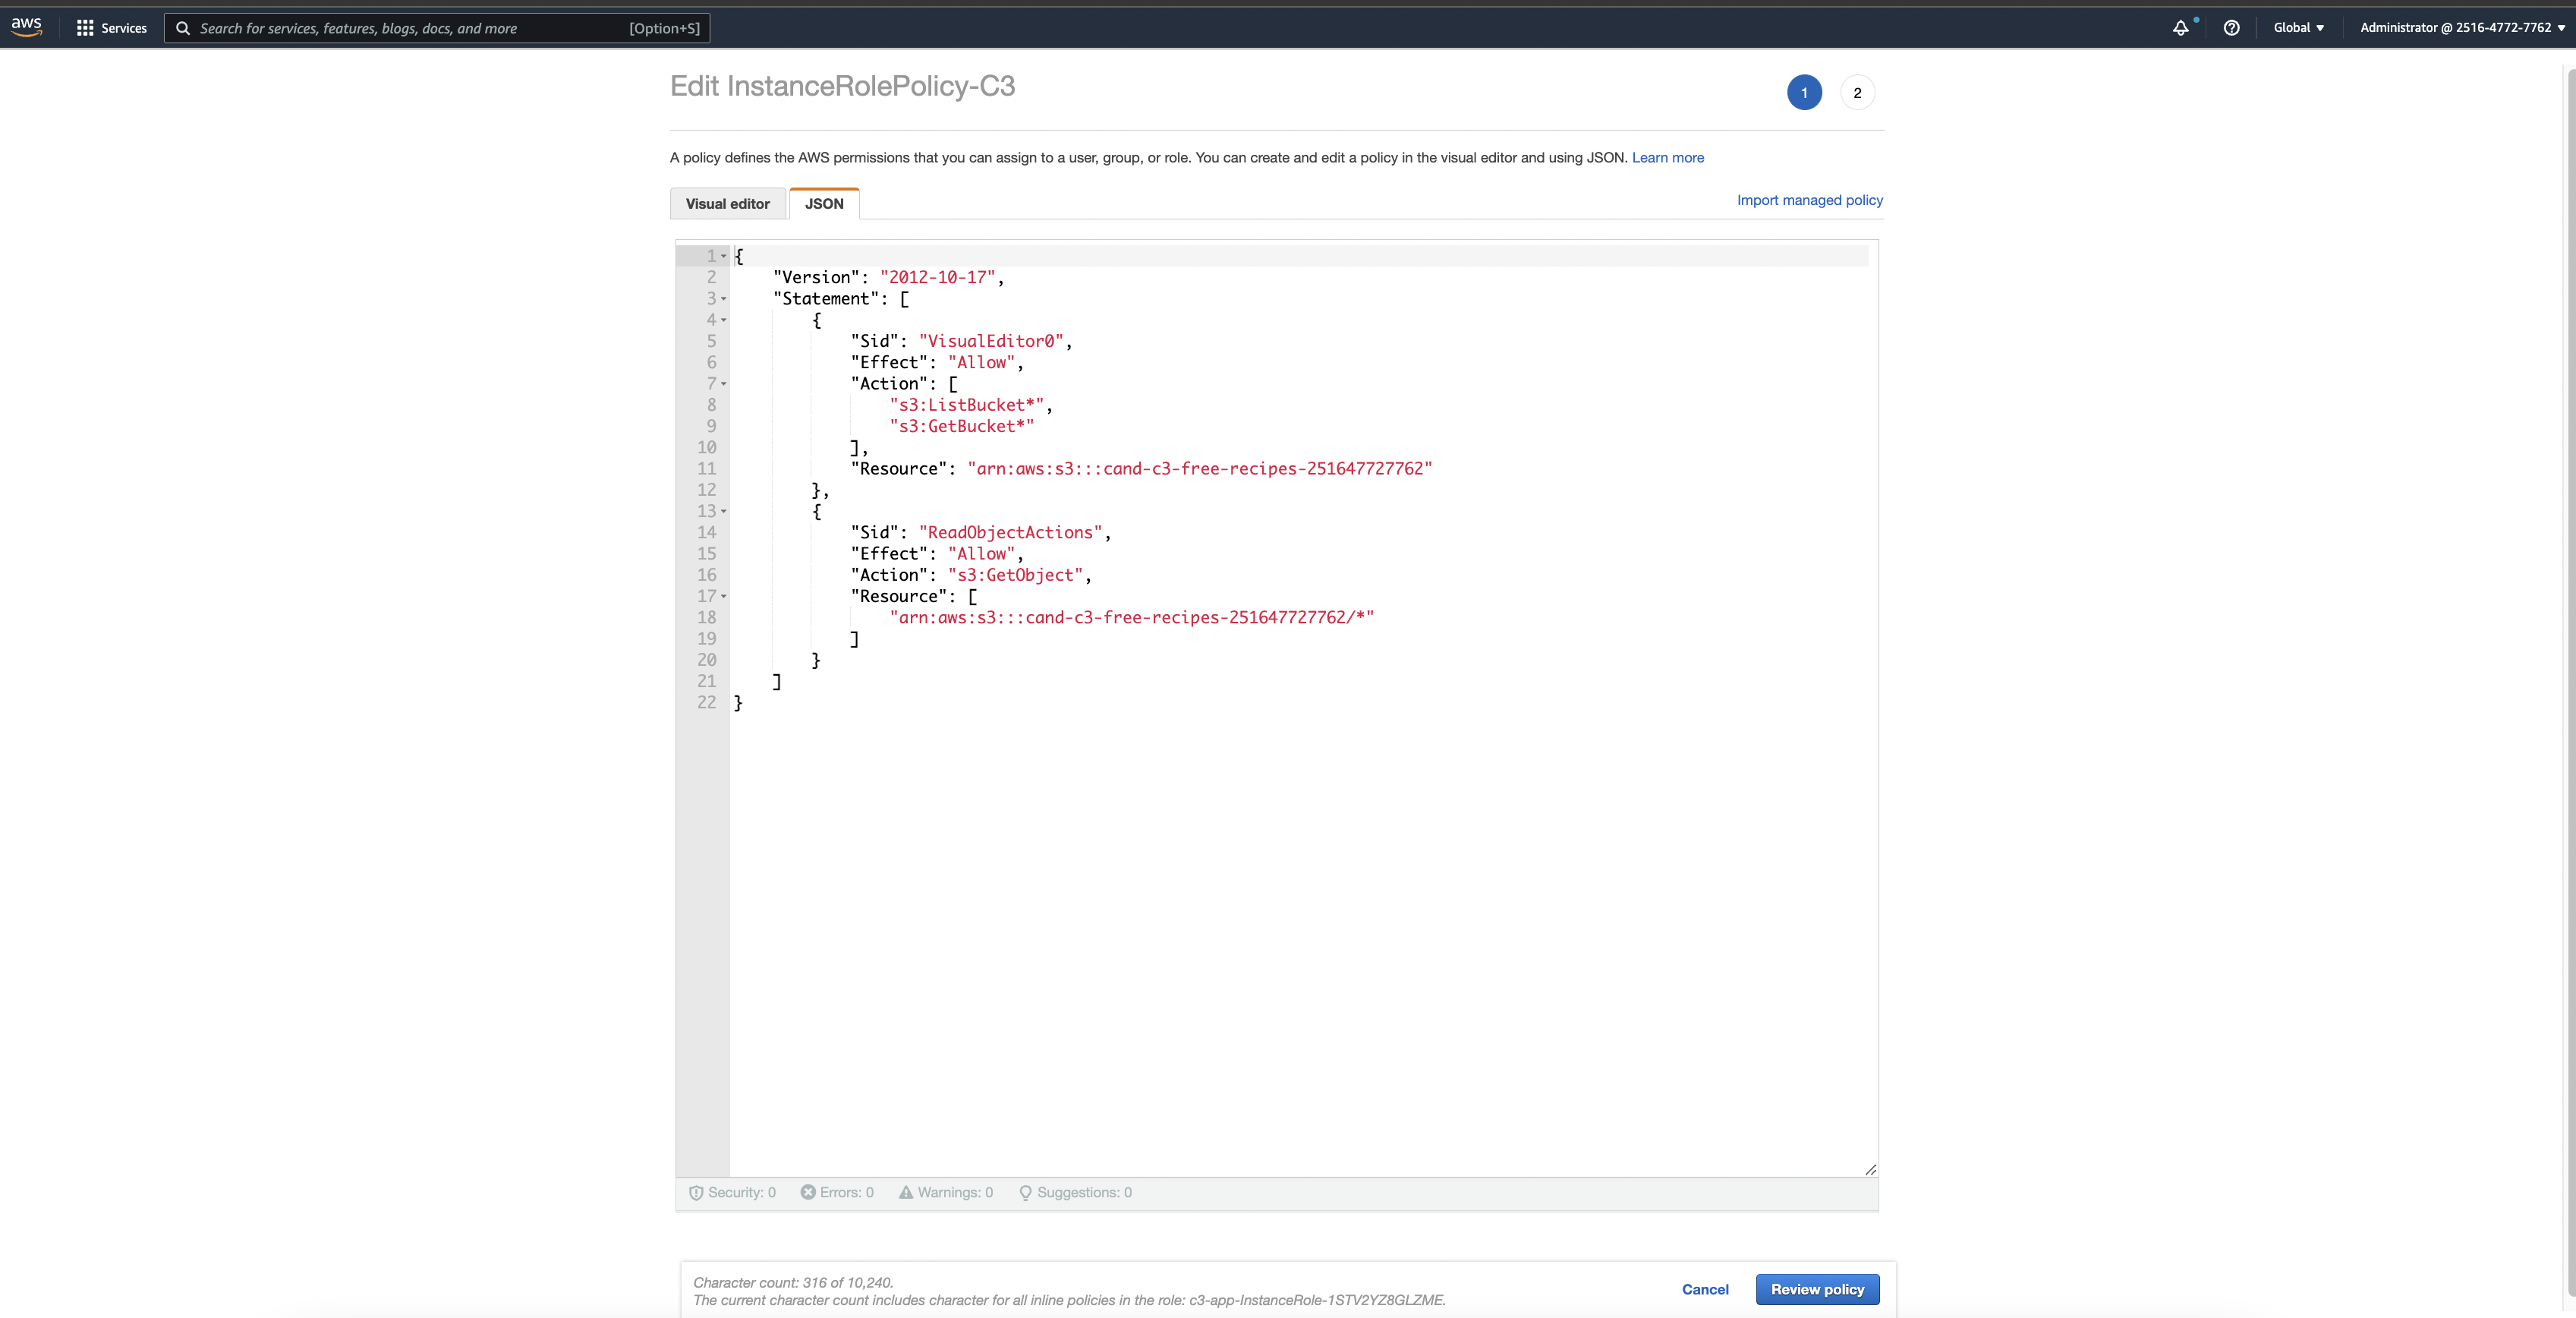 aws Services Search for services, features, blogs, docs, and more [Option+S] Global Administrator @ 2516-4772-7762
Edit InstanceRolePolicy-C3 1 2
A policy defines the AWS permissions that you can assign to a user, group, or role. You can create and edit a policy in the visual editor and using JSON. Learn more
Visual editor JSON Import managed policy
1 {
2 "Version": "2012-10-17",
3 "Statement": [
4 {
5 "Sid": "VisualEditor0",
6 "Effect": "Allow",
7 "Action": [
8 "s3:ListBucket*",
9 "s3:GetBucket*"
10 ],
11 "Resource": "arn:aws:s3:::cand-c3-free-recipes-251647727762"
12 },
13 {
14 "Sid": "ReadObjectActions",
15 "Effect": "Allow",
16 "Action": "s3:GetObject",
17 "Resource": [
18 "arn:aws:s3:::cand-c3-free-recipes-251647727762/*"
19 ]
20 }
21 ]
22 }
Security: 0 Errors: 0 Warnings: 0 Suggestions: 0
Character count: 316 of 10,240.
The current character count includes character for all inline policies in the role: c3-app-InstanceRole-1STV2YZ8GLZME.
Cancel Review policy